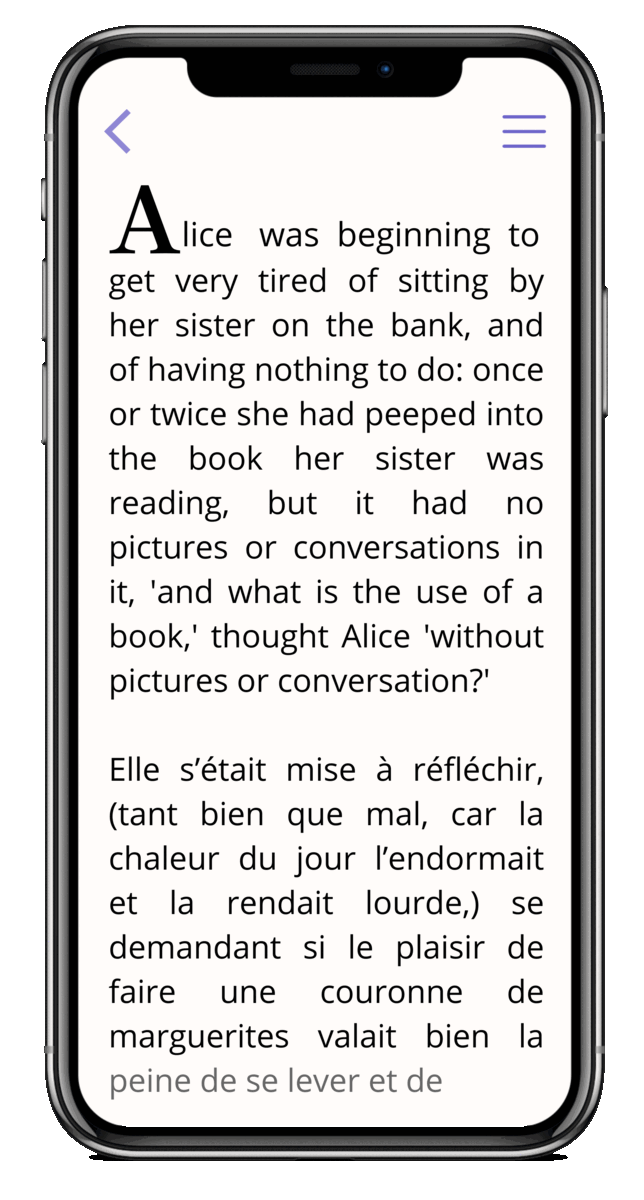 Alice was beginning to
get very tired of sitting by
her sister on the bank, and
of having nothing to do: once
or twice she had peeped into
the book her sister was
reading, but it had no
pictures or conversations in
it, 'and what is the use of a
book,' thought Alice 'without
pictures or conversation?'
Elle s’était mise à réfléchir,
(tant bien que mal, car la
chaleur du jour l’endormait
et la rendait lourde,) se
demandant si le plaisir de
faire une couronne de
marguerites valait bien la
peine de se lever et de